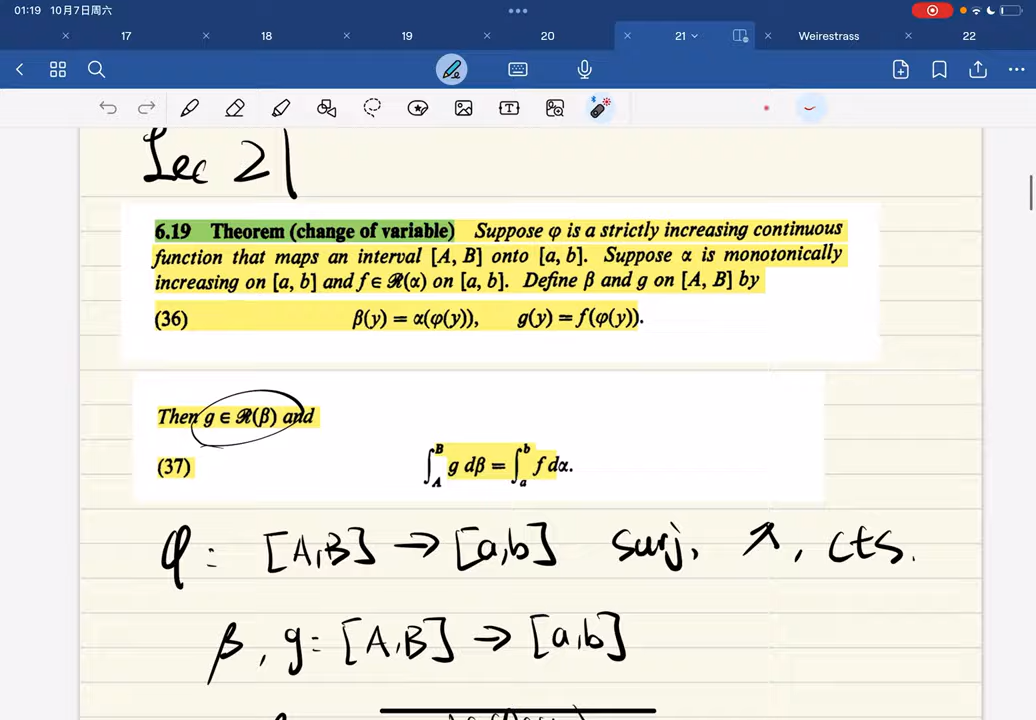 01:19 10月7日周六
17 18 19 20 21 Weirestrass 22
Lec 21
6.19 Theorem (change of variable) Suppose φ is a strictly increasing continuous
function that maps an interval [A, B] onto [a, b]. Suppose α is monotonically
increasing on [a, b] and f ∈ ℛ(α) on [a, b]. Define β and g on [A, B] by
(36) β(y) = α(φ(y)), g(y) = f(φ(y)).
Then g ∈ ℛ(β) and
(37) ∫_A^B g dβ = ∫_a^b f dα.
φ: [A,B] → [a,b] surj, ↗, cts.
β, g: [A,B] → [a,b]